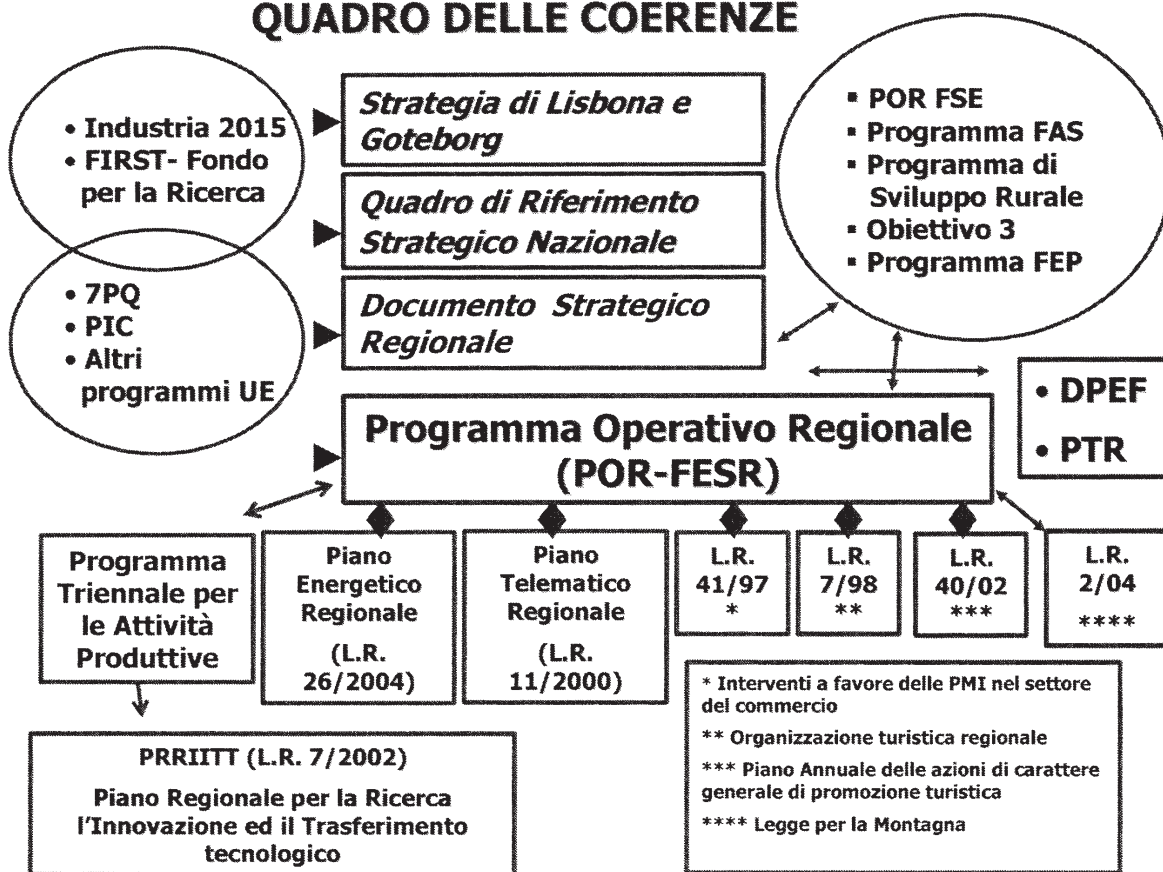 QUADRO DELLE COERENZE
• Industria 2015
• FIRST- Fondo
per la Ricerca
• 7PQ
• PIC
• Altri
programmi UE
Strategia di Lisbona e
Goteborg
Quadro di Riferimento
Strategico Nazionale
Documento Strategico
Regionale
▪ POR FSE
▪ Programma FAS
▪ Programma di
Sviluppo Rurale
▪ Obiettivo 3
▪ Programma FEP
• DPEF
• PTR
Programma Operativo Regionale
(POR-FESR)
Programma
Triennale per
le Attività
Produttive
Piano
Energetico
Regionale
(L.R.
26/2004)
Piano
Telematico
Regionale
(L.R.
11/2000)
L.R.
41/97
*
L.R.
7/98
**
L.R.
40/02
***
L.R.
2/04
****
PRRIITT (L.R. 7/2002)
Piano Regionale per la Ricerca
l'Innovazione ed il Trasferimento
tecnologico
* Interventi a favore delle PMI nel settore
del commercio
** Organizzazione turistica regionale
*** Piano Annuale delle azioni di carattere
generale di promozione turistica
**** Legge per la Montagna